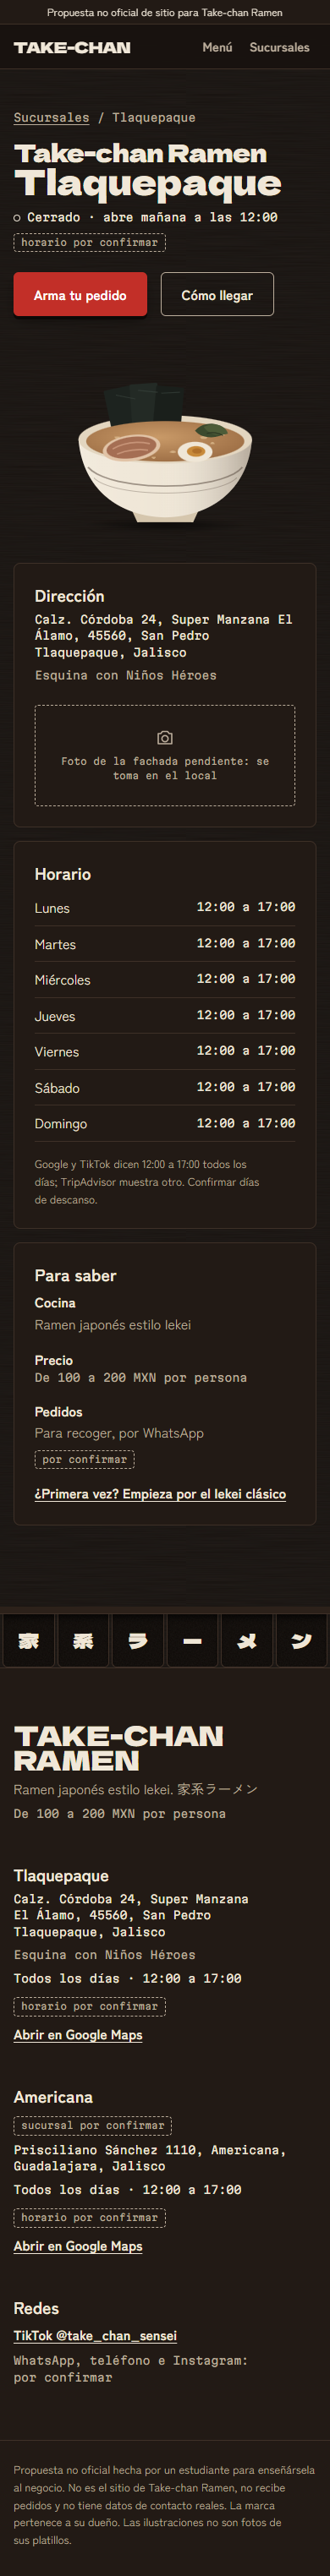 Propuesta no oficial de sitio para Take-chan Ramen
TAKE-CHAN
Menú
Sucursales
Sucursales / Tlaquepaque
Take-chan Ramen
Tlaquepaque
Cerrado · abre mañana a las 12:00
horario por confirmar
Arma tu pedido
Cómo llegar
Dirección
Calz. Córdoba 24, Super Manzana El
Álamo, 45560, San Pedro
Tlaquepaque, Jalisco
Esquina con Niños Héroes
Foto de la fachada pendiente: se
toma en el local
Horario
Lunes 12:00 a 17:00
Martes 12:00 a 17:00
Miércoles 12:00 a 17:00
Jueves 12:00 a 17:00
Viernes 12:00 a 17:00
Sábado 12:00 a 17:00
Domingo 12:00 a 17:00
Google y TikTok dicen 12:00 a 17:00 todos los
días; TripAdvisor muestra otro. Confirmar días
de descanso.
Para saber
Cocina
Ramen japonés estilo Iekei
Precio
De 100 a 200 MXN por persona
Pedidos
Para recoger, por WhatsApp
por confirmar
¿Primera vez? Empieza por el Iekei clásico
家系ラーメン
TAKE-CHAN
RAMEN
Ramen japonés estilo Iekei. 家系ラーメン
De 100 a 200 MXN por persona
Tlaquepaque
Calz. Córdoba 24, Super Manzana
El Álamo, 45560, San Pedro
Tlaquepaque, Jalisco
Esquina con Niños Héroes
Todos los días · 12:00 a 17:00
horario por confirmar
Abrir en Google Maps
Americana
sucursal por confirmar
Prisciliano Sánchez 1110, Americana,
Guadalajara, Jalisco
Todos los días · 12:00 a 17:00
horario por confirmar
Abrir en Google Maps
Redes
TikTok @take_chan_sensei
WhatsApp, teléfono e Instagram:
por confirmar
Propuesta no oficial hecha por un estudiante para enseñársela
al negocio. No es el sitio de Take-chan Ramen, no recibe
pedidos y no tiene datos de contacto reales. La marca
pertenece a su dueño. Las ilustraciones no son fotos de
sus platillos.